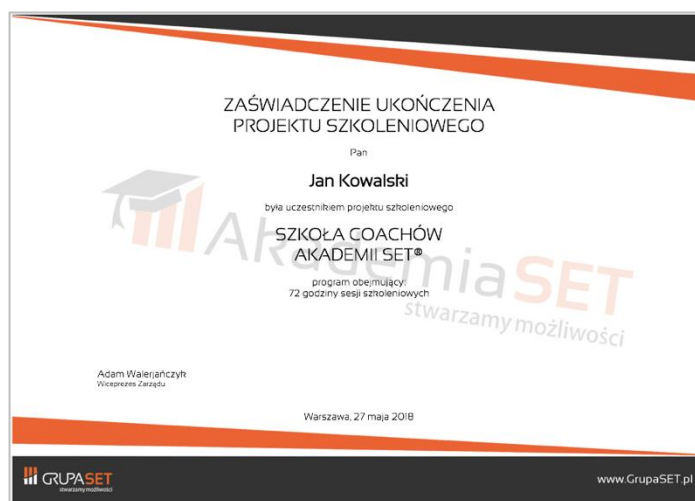 ZAŚWIADCZENIE UKOŃCZENIA
PROJEKTU SZKOLENIOWEGO
Pan
Jan Kowalski
była uczestnikiem projektu szkoleniowego
SZKOŁA COACHÓW
AKADEMII SET®
program obejmujący:
72 godziny sesji szkoleniowych
AkademiaSET
stwarzamy możliwości
Adam Walerjańczyk
Wiceprezes Zarządu
Warszawa, 27 maja 2018
GRUPASET
stwarzamy możliwości
www.GrupaSET.pl